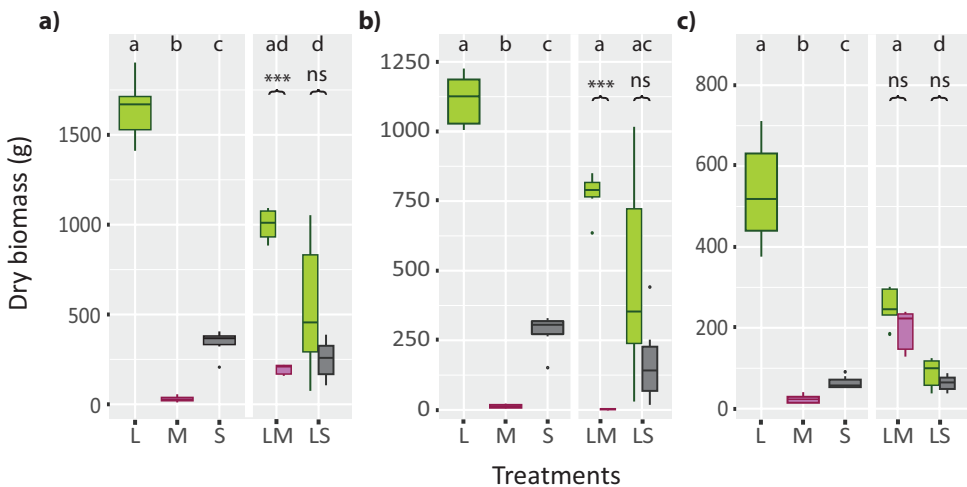 a)
a b c ad d
*** ns
1500
1000
500
0
L M S LM LS
b)
a b c a ac
*** ns
1250
1000
750
500
250
0
L M S LM LS
c)
a b c a d
ns ns
800
600
400
200
0
L M S LM LS
Dry biomass (g)
Treatments